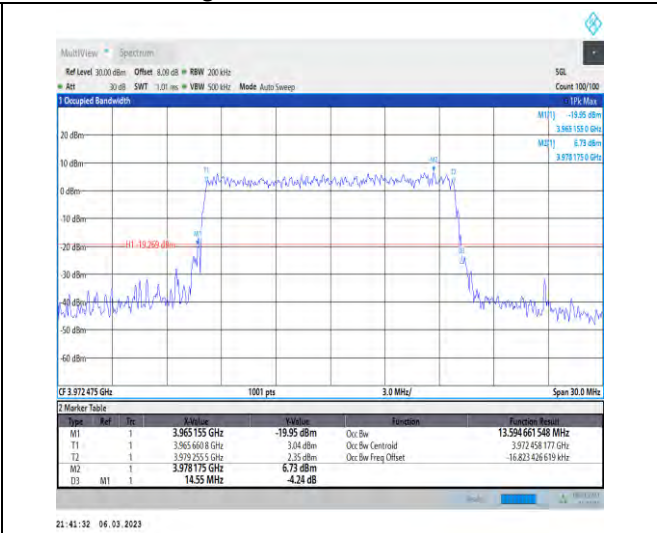 MultiView Spectrum
Ref Level 30.00 dBm Offset 8.09 dB RBW 200 kHz SGL
Att 30 dB SWT 1.01 ms VBW 500 kHz Mode Auto Sweep Count 100/100
1 Occupied Bandwidth 1Pk Max
M1[1] -19.95 dBm
3.965 155 0 GHz
M2[1] 6.73 dBm
3.978 175 0 GHz
20 dBm
10 dBm
0 dBm
-10 dBm
-20 dBm
H1 -19.269 dBm
-30 dBm
-40 dBm
-50 dBm
-60 dBm
T1
M2
M1
CF 3.972 475 GHz 1001 pts 3.0 MHz/ Span 30.0 MHz
2 Marker Table
Type Ref Trc X-Value Y-Value Function Function Result
M1 1 3.965 155 GHz -19.95 dBm Occ Bw 13.594 661 548 MHz
T1 1 3.965 660 8 GHz 3.04 dBm Occ Bw Centroid 3.972 458 177 GHz
T2 1 3.979 255 5 GHz 2.35 dBm Occ Bw Freq Offset -16.823 426 619 kHz
M2 1 3.978 175 GHz 6.73 dBm
D3 M1 1 14.55 MHz -4.24 dB
21:41:32 06.03.2023